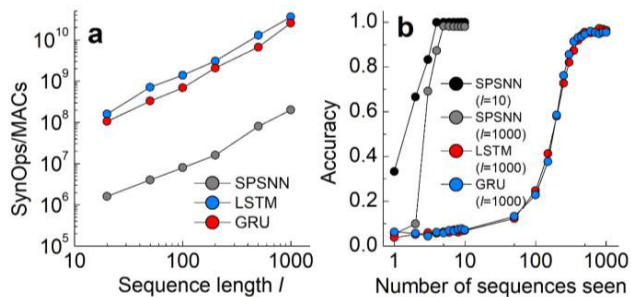 a
SynOps/MACs
10^10
10^9
10^8
10^7
10^6
10^5
SPSNN
LSTM
GRU
10
100
1000
Sequence length l
b
Accuracy
1.0
0.8
0.6
0.4
0.2
0.0
SPSNN
(l=10)
SPSNN
(l=1000)
LSTM
(l=1000)
GRU
(l=1000)
1
10
100
1000
Number of sequences seen